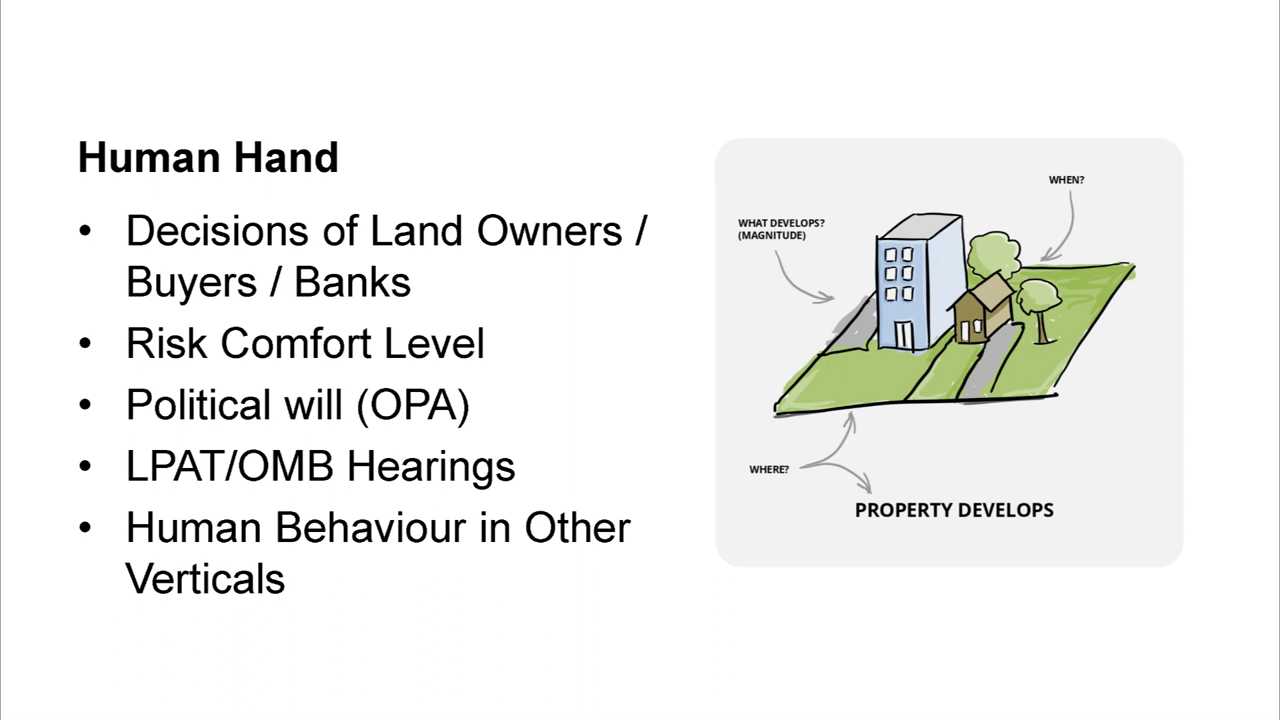 Human Hand
• Decisions of Land Owners /
Buyers / Banks
• Risk Comfort Level
• Political will (OPA)
• LPAT/OMB Hearings
• Human Behaviour in Other
Verticals
WHEN?
WHAT DEVELOPS?
(MAGNITUDE)
WHERE?
PROPERTY DEVELOPS